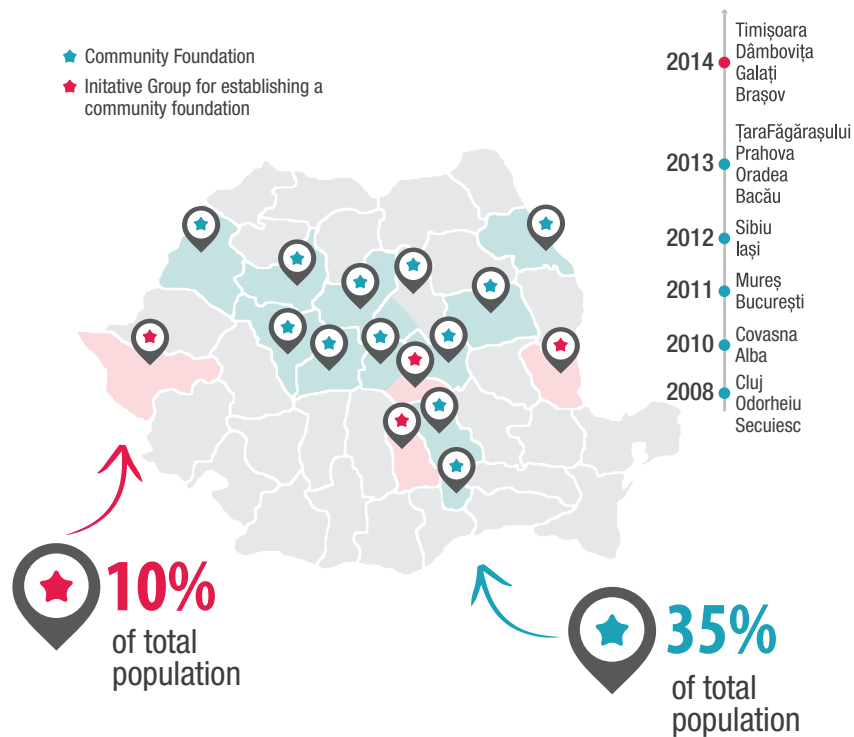 Community Foundation
Initative Group for establishing a
community foundation
2014
Timișoara
Dâmbovița
Galați
Brașov
2013
ȚaraFăgărașului
Prahova
Oradea
Bacău
2012
Sibiu
Iași
2011
Mureș
București
2010
Covasna
Alba
2008
Cluj
Odorheiu
Secuiesc
10%
of total
population
35%
of total
population